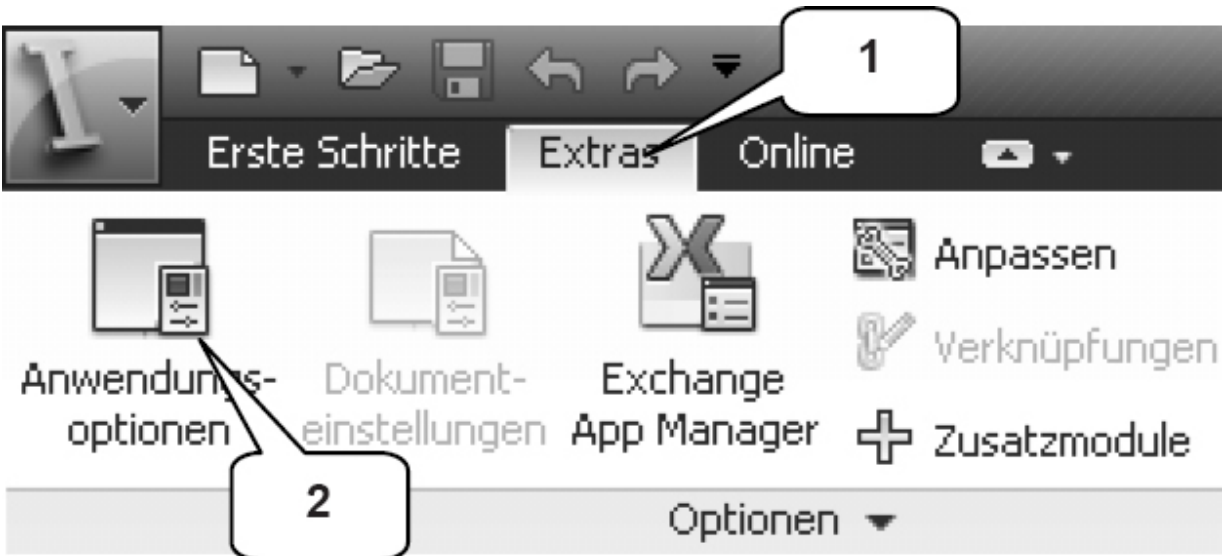 1
Erste Schritte
Extras
Online
Anwendungs-
optionen
Dokument-
einstellungen
Exchange
App Manager
Anpassen
Verknüpfungen
Zusatzmodule
2
Optionen